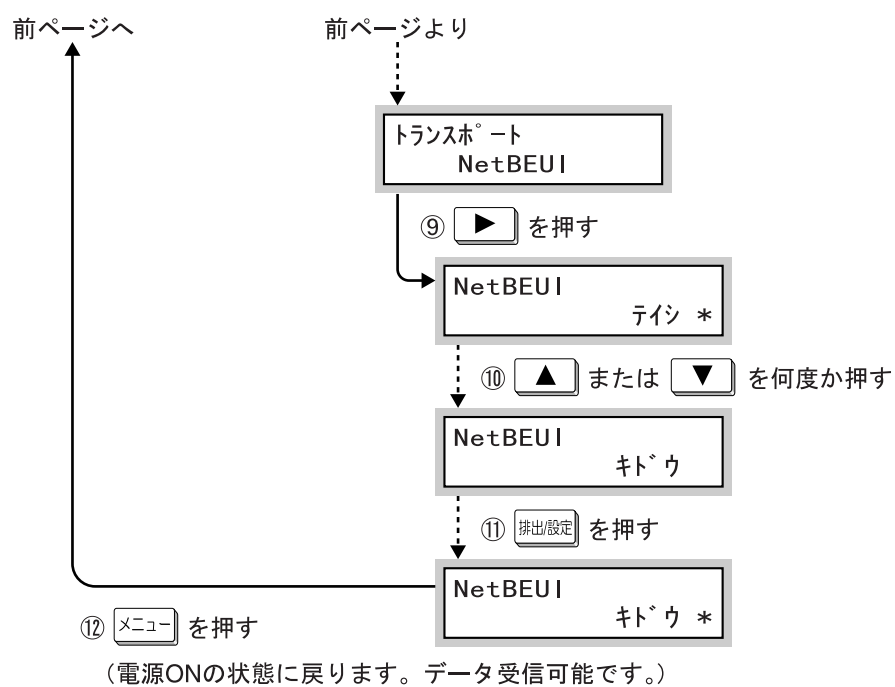 前ページへ
前ページより
トランスポート
NetBEUI
⑨ ▶ を押す
NetBEUI
テイシ *
⑩ ▲ または ▼ を何度か押す
NetBEUI
キドウ
⑪ 排出/設定 を押す
NetBEUI
キドウ *
⑫ メニュー を押す
(電源ONの状態に戻ります。データ受信可能です。)